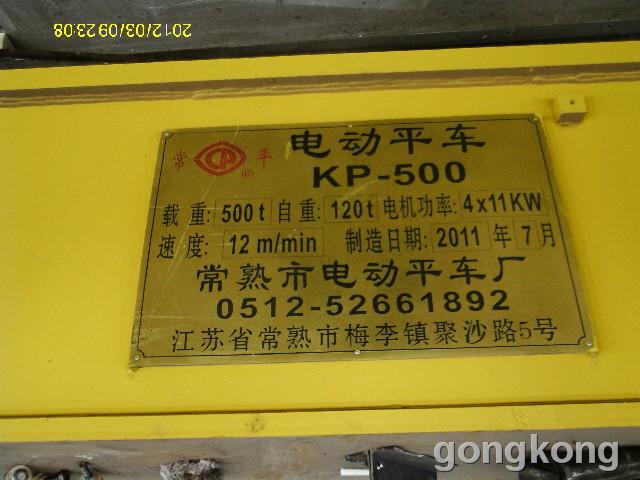 2012/03/09 23:08
常 平
®
电动平车
KP-500
载重: 500t 自重: 120t 电机功率: 4x11KW
速度: 12 m/min 制造日期: 2011 年 7 月
常熟市电动平车厂
0512-52661892
江苏省常熟市梅李镇聚沙路5号
gongkong